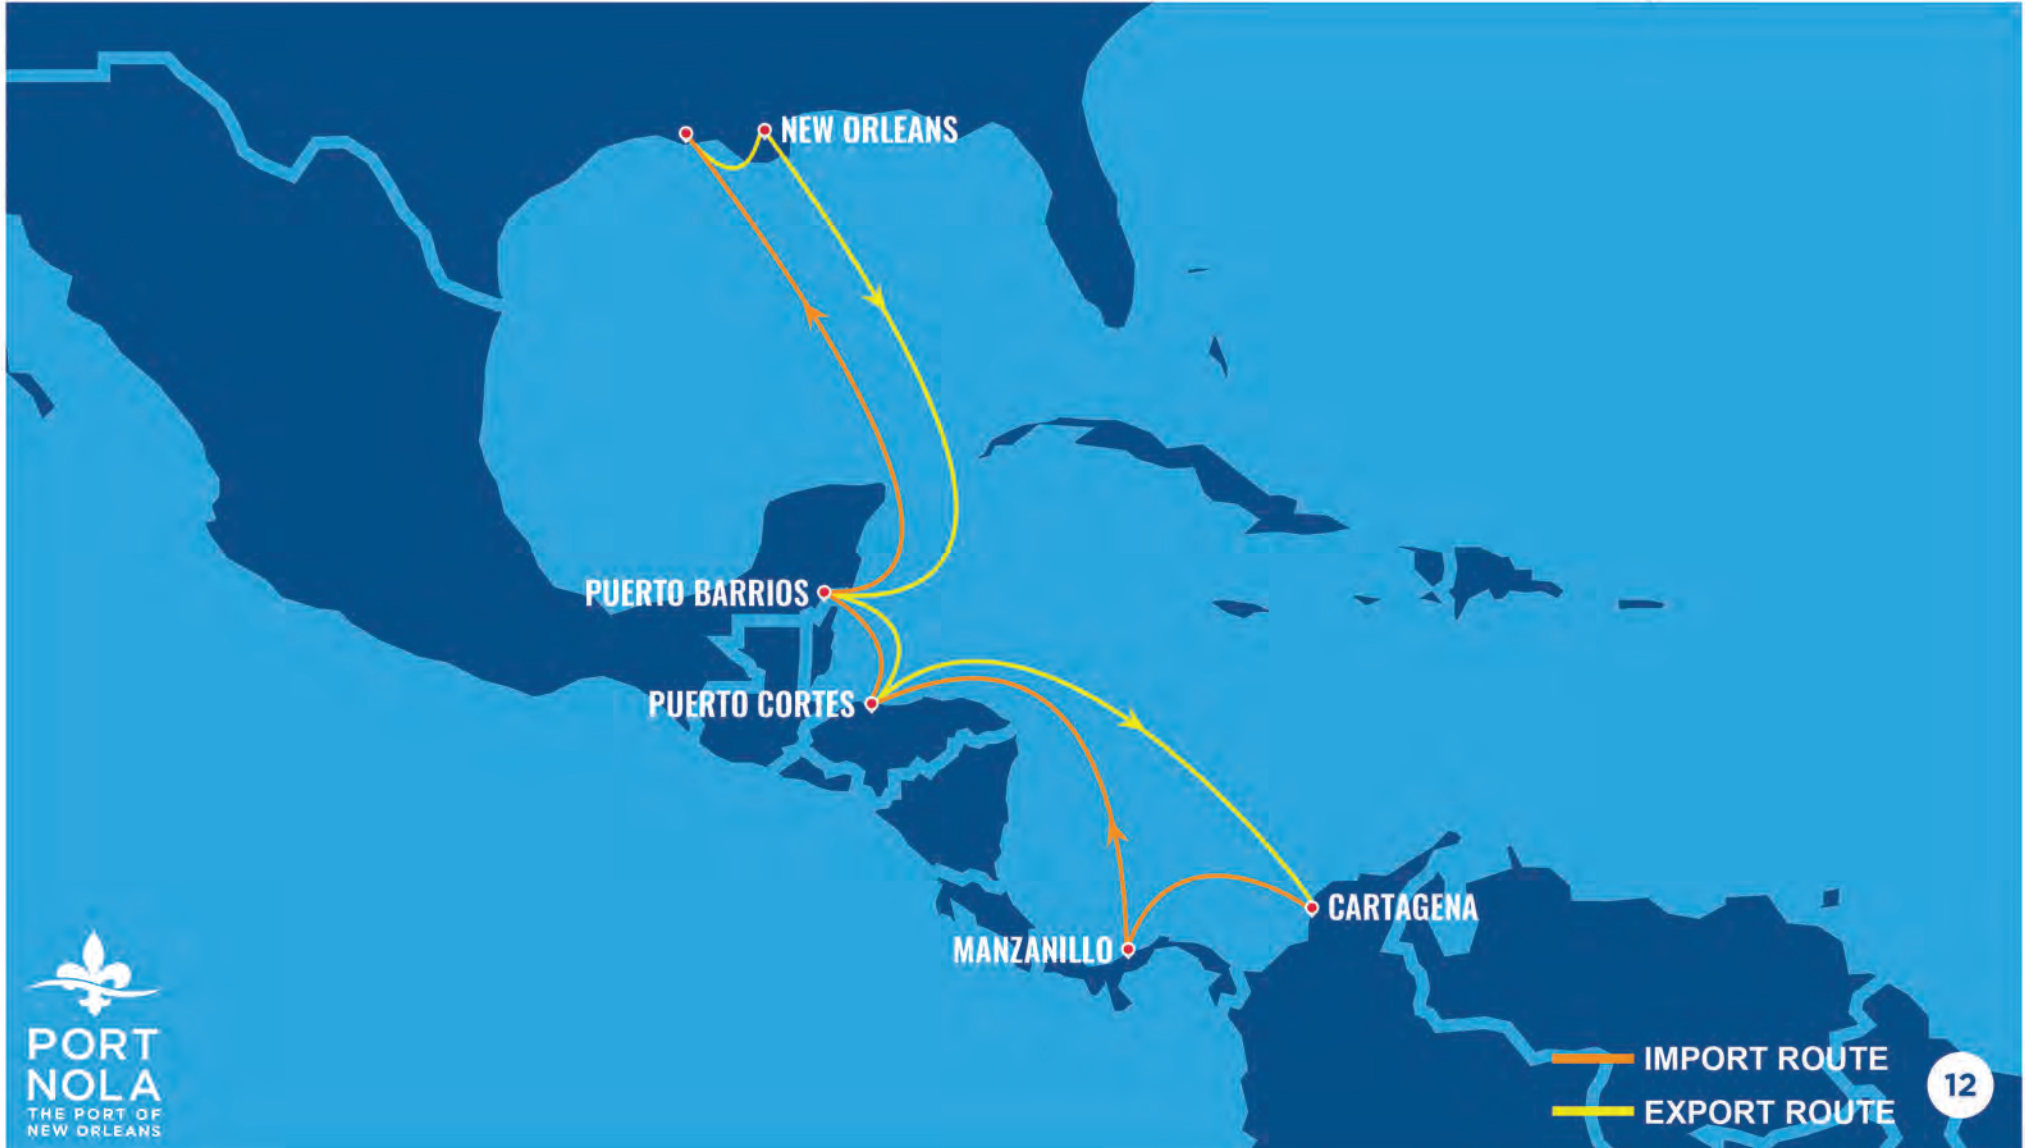 NEW ORLEANS
PUERTO BARRIOS
PUERTO CORTES
CARTAGENA
MANZANILLO
PORT
NOLA
THE PORT OF
NEW ORLEANS
IMPORT ROUTE
EXPORT ROUTE
12